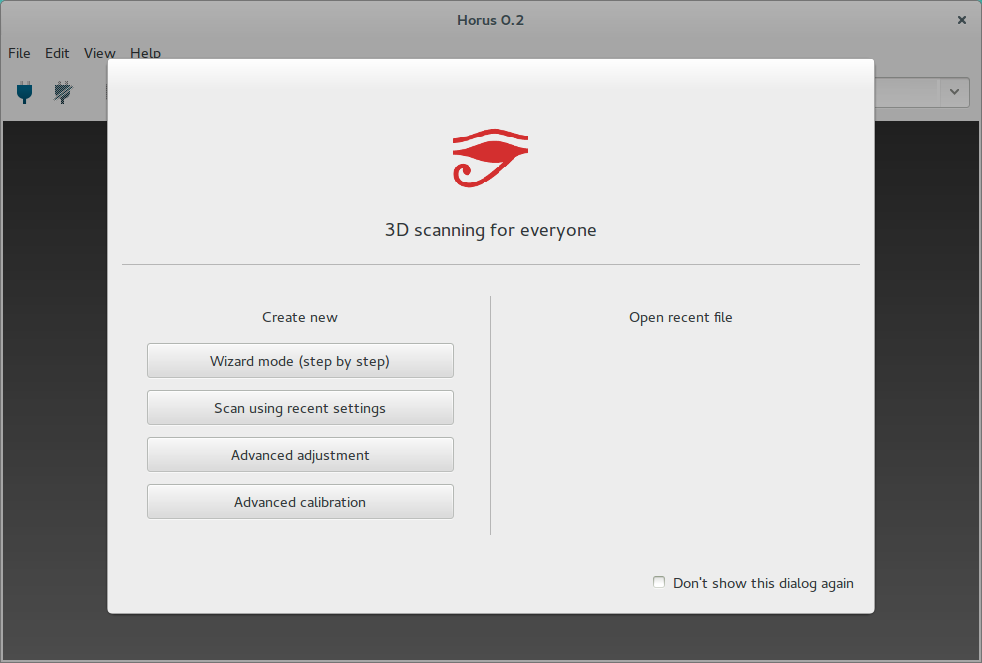 Horus 0.2
File Edit View Help
3D scanning for everyone
Create new
Wizard mode (step by step)
Scan using recent settings
Advanced adjustment
Advanced calibration
Open recent file
Don't show this dialog again